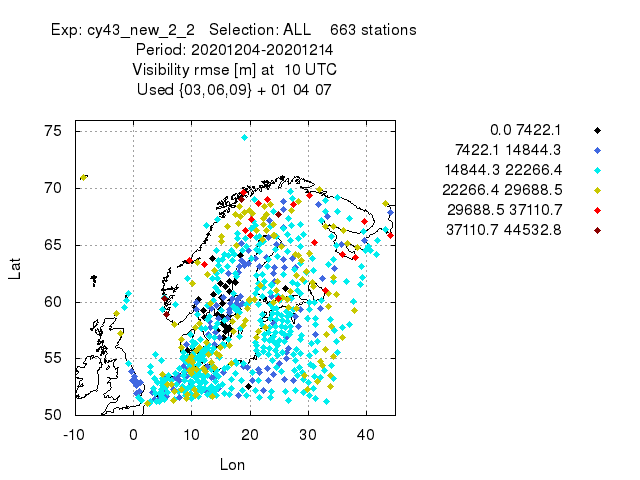 Exp: cy43_new_2_2 Selection: ALL 663 stations
Period: 20201204-20201214
Visibility rmse [m] at 10 UTC
Used {03,06,09} + 01 04 07
0.0 7422.1
7422.1 14844.3
14844.3 22266.4
22266.4 29688.5
29688.5 37110.7
37110.7 44532.8
75
70
65
60
55
50
Lat
-10 0 10 20 30 40
Lon